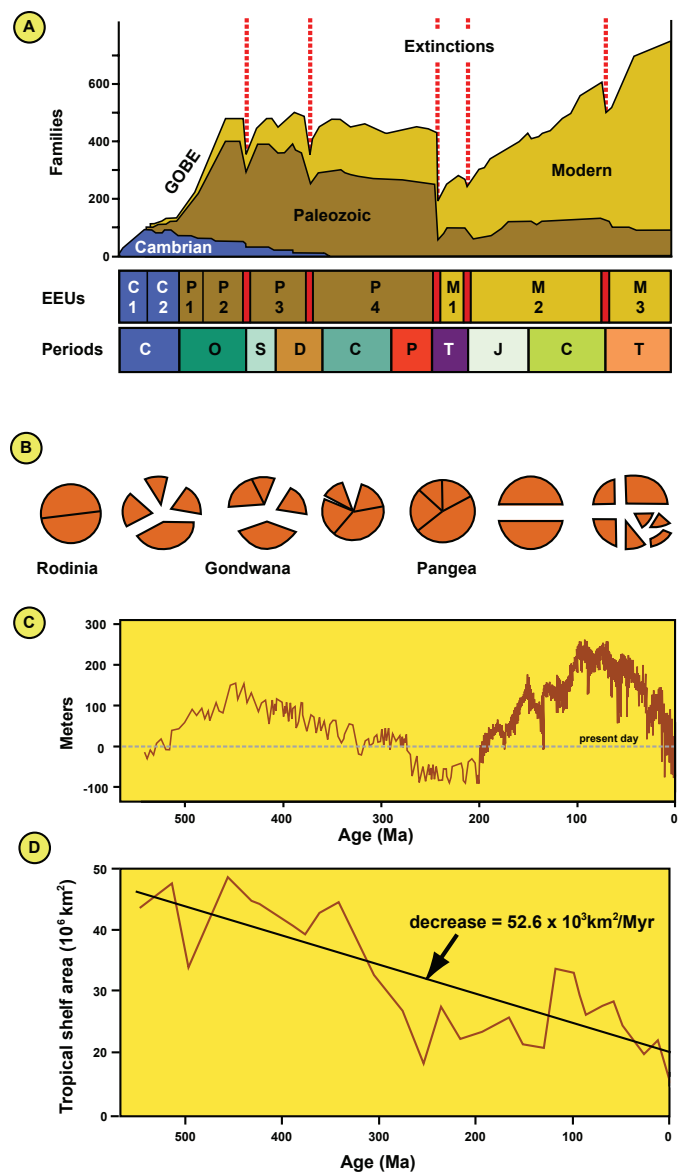 A
Extinctions
Families
600
400
200
0
GOBE
Modern
Paleozoic
Cambrian
EEUs
C 1
C 2
P 1
P 2
P 3
P 4
M 1
M 2
M 3
Periods
C
O
S
D
C
P
T
J
C
T
B
Rodinia
Gondwana
Pangea
C
Meters
300
200
100
0
-100
present day
500
400
300
200
100
0
Age (Ma)
D
Tropical shelf area (10⁶ km²)
50
40
30
20
0
decrease = 52.6 x 10³km²/Myr
500
400
300
200
100
0
Age (Ma)